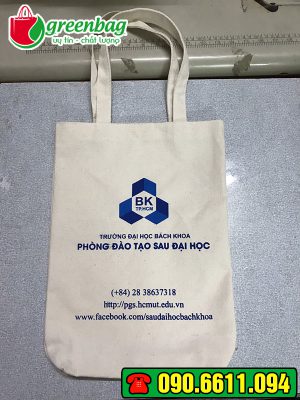 greenbag
uy tín - chất lượng
BK
TP.HCM
TRƯỜNG ĐẠI HỌC BÁCH KHOA
PHÒNG ĐÀO TẠO SAU ĐẠI HỌC
(+84) 28 38637318
http://pgs.hcmut.edu.vn
www.facebook.com/saudaihocbachkhoa
090.6611.094